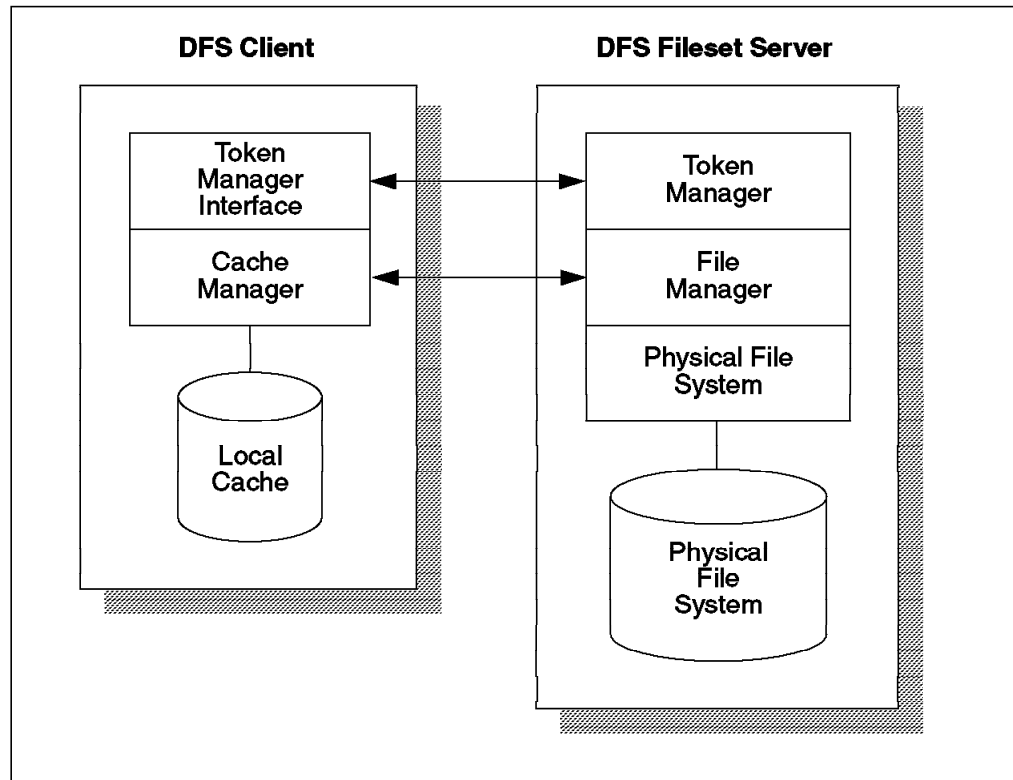 DFS Client
DFS Fileset Server
Token
Manager
Interface
Cache
Manager
Local
Cache
Token
Manager
File
Manager
Physical File
System
Physical
File
System